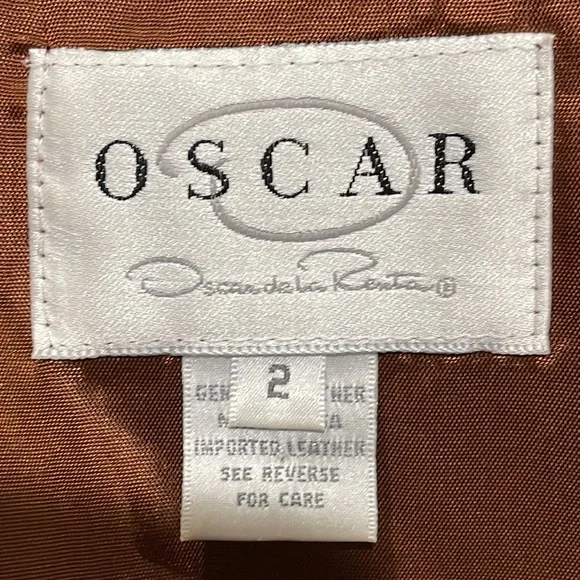 OSCAR
Oscar de la Renta®
2
IMPORTED LEATHER
SEE REVERSE
FOR CARE